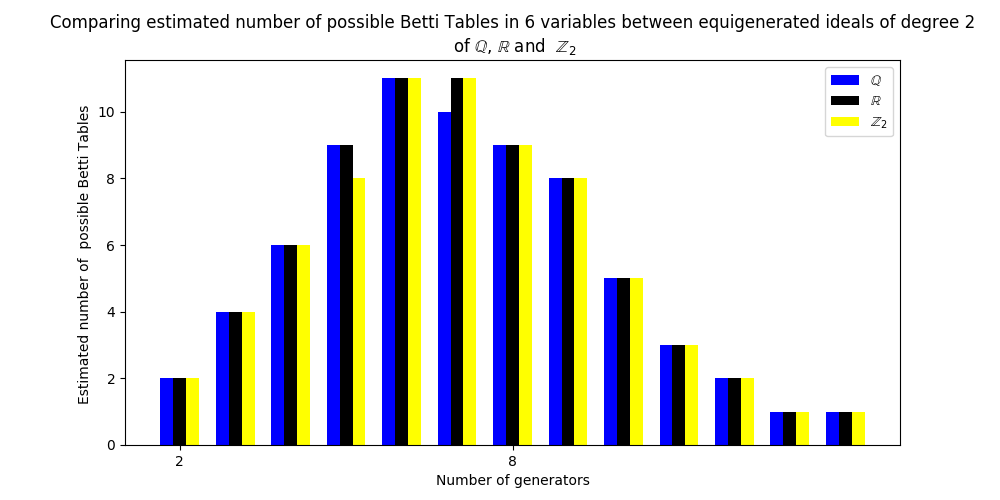 Comparing estimated number of possible Betti Tables in 6 variables between equigenerated ideals of degree 2
of ℚ, ℝ and ℤ₂
ℚ
ℝ
ℤ₂
Estimated number of possible Betti Tables
10
8
6
4
2
0
2 8
Number of generators